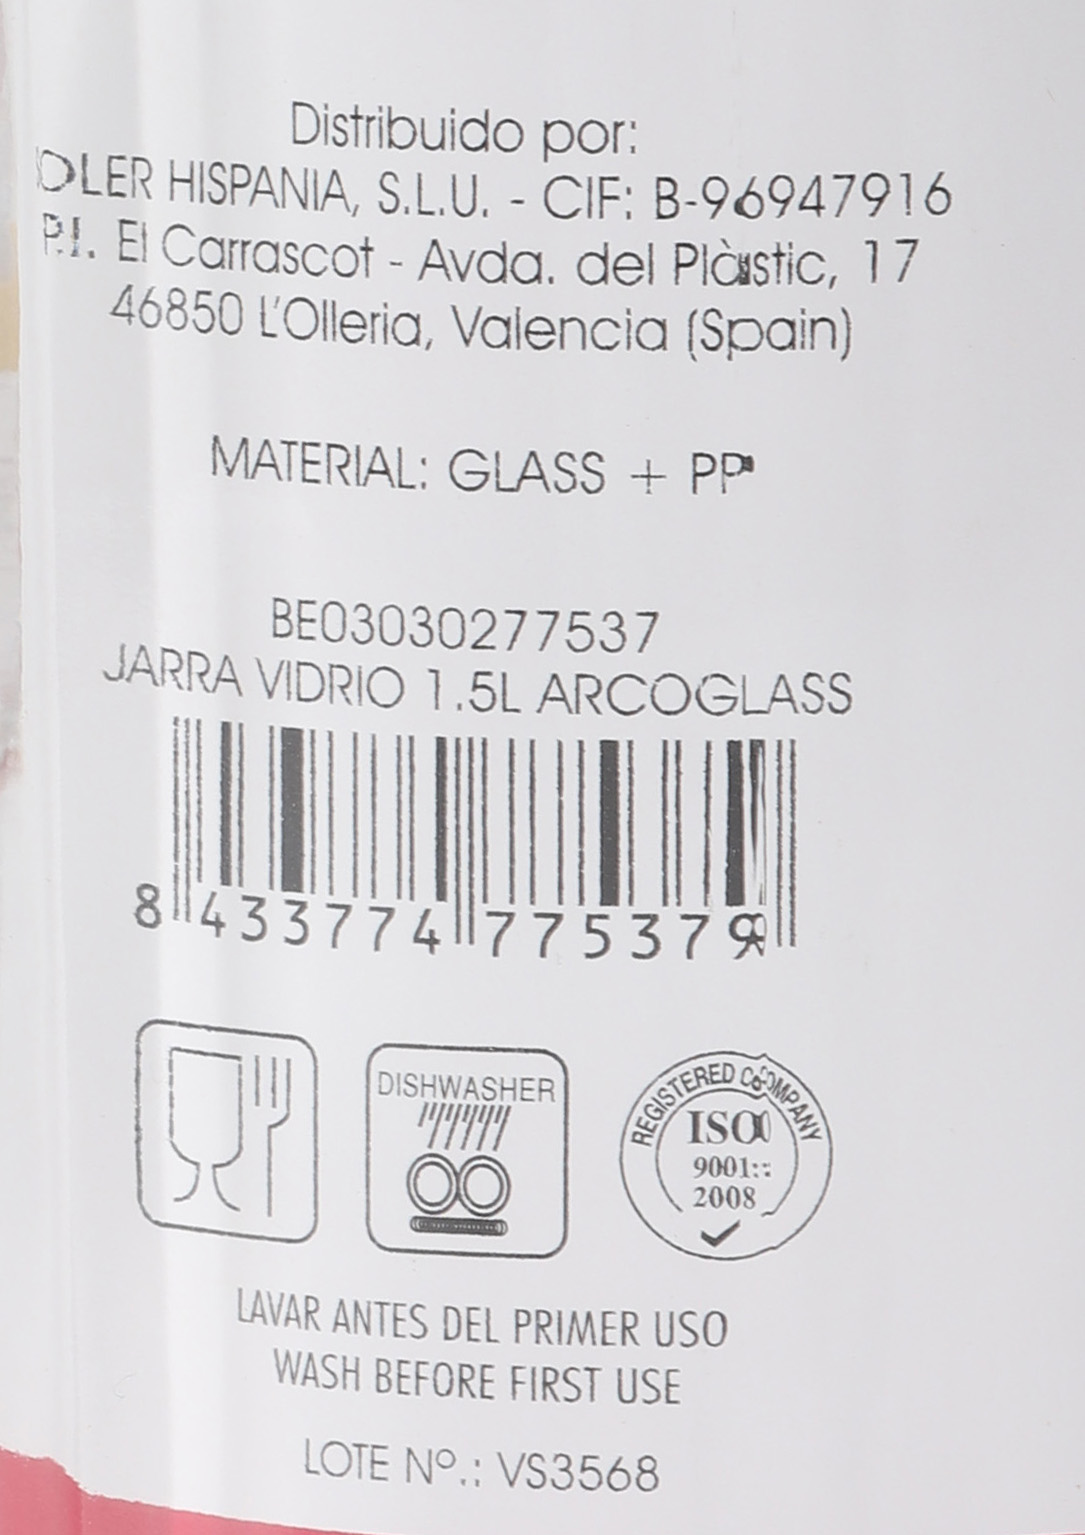 Distribuido por:
HISPANIA, S.L.U. - CIF: B-96947916
P.I. El Carrascot - Avda. del Plàstic, 17
46850 L'Olleria, Valencia (Spain)
MATERIAL: GLASS + PP
BE03030277537
JARRA VIDRIO 1.5L ARCOGLASS
8 433774 775379
DISHWASHER
REGISTERED COMPANY
ISO
9001:
2008
LAVAR ANTES DEL PRIMER USO
WASH BEFORE FIRST USE
LOTE Nº.: VS3568